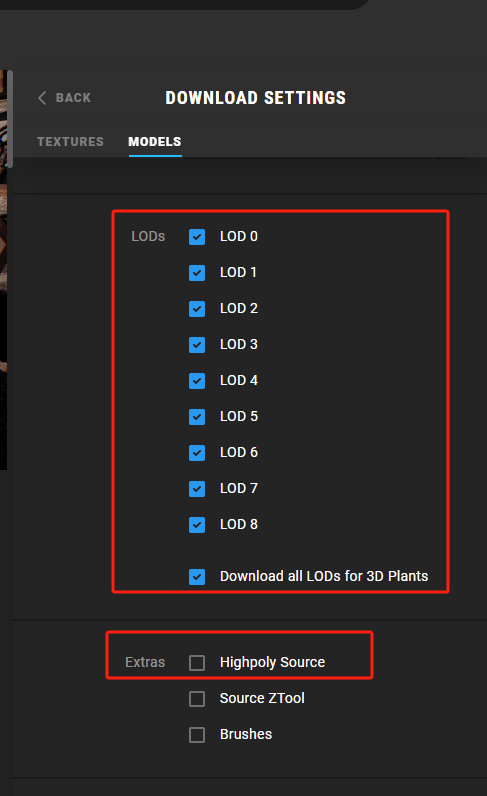 BACK
DOWNLOAD SETTINGS
TEXTURES MODELS
LODs LOD 0
LOD 1
LOD 2
LOD 3
LOD 4
LOD 5
LOD 6
LOD 7
LOD 8
Download all LODs for 3D Plants
Extras Highpoly Source
Source ZTool
Brushes